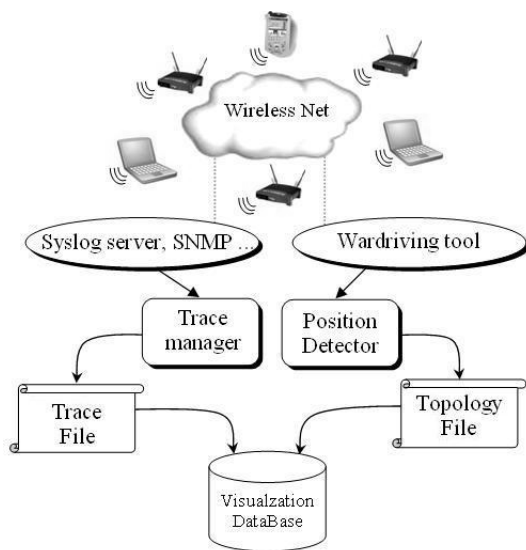 Wireless Net
Syslog server, SNMP ...
Wardriving tool
Trace
manager
Position
Detector
Trace
File
Topology
File
Visualzation
DataBase